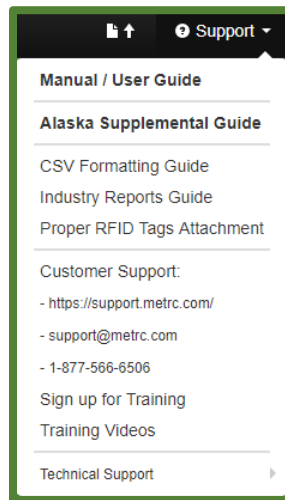 Support
Manual / User Guide
Alaska Supplemental Guide
CSV Formatting Guide
Industry Reports Guide
Proper RFID Tags Attachment
Customer Support:
- https://support.metrc.com/
- support@metrc.com
- 1-877-566-6506
Sign up for Training
Training Videos
Technical Support